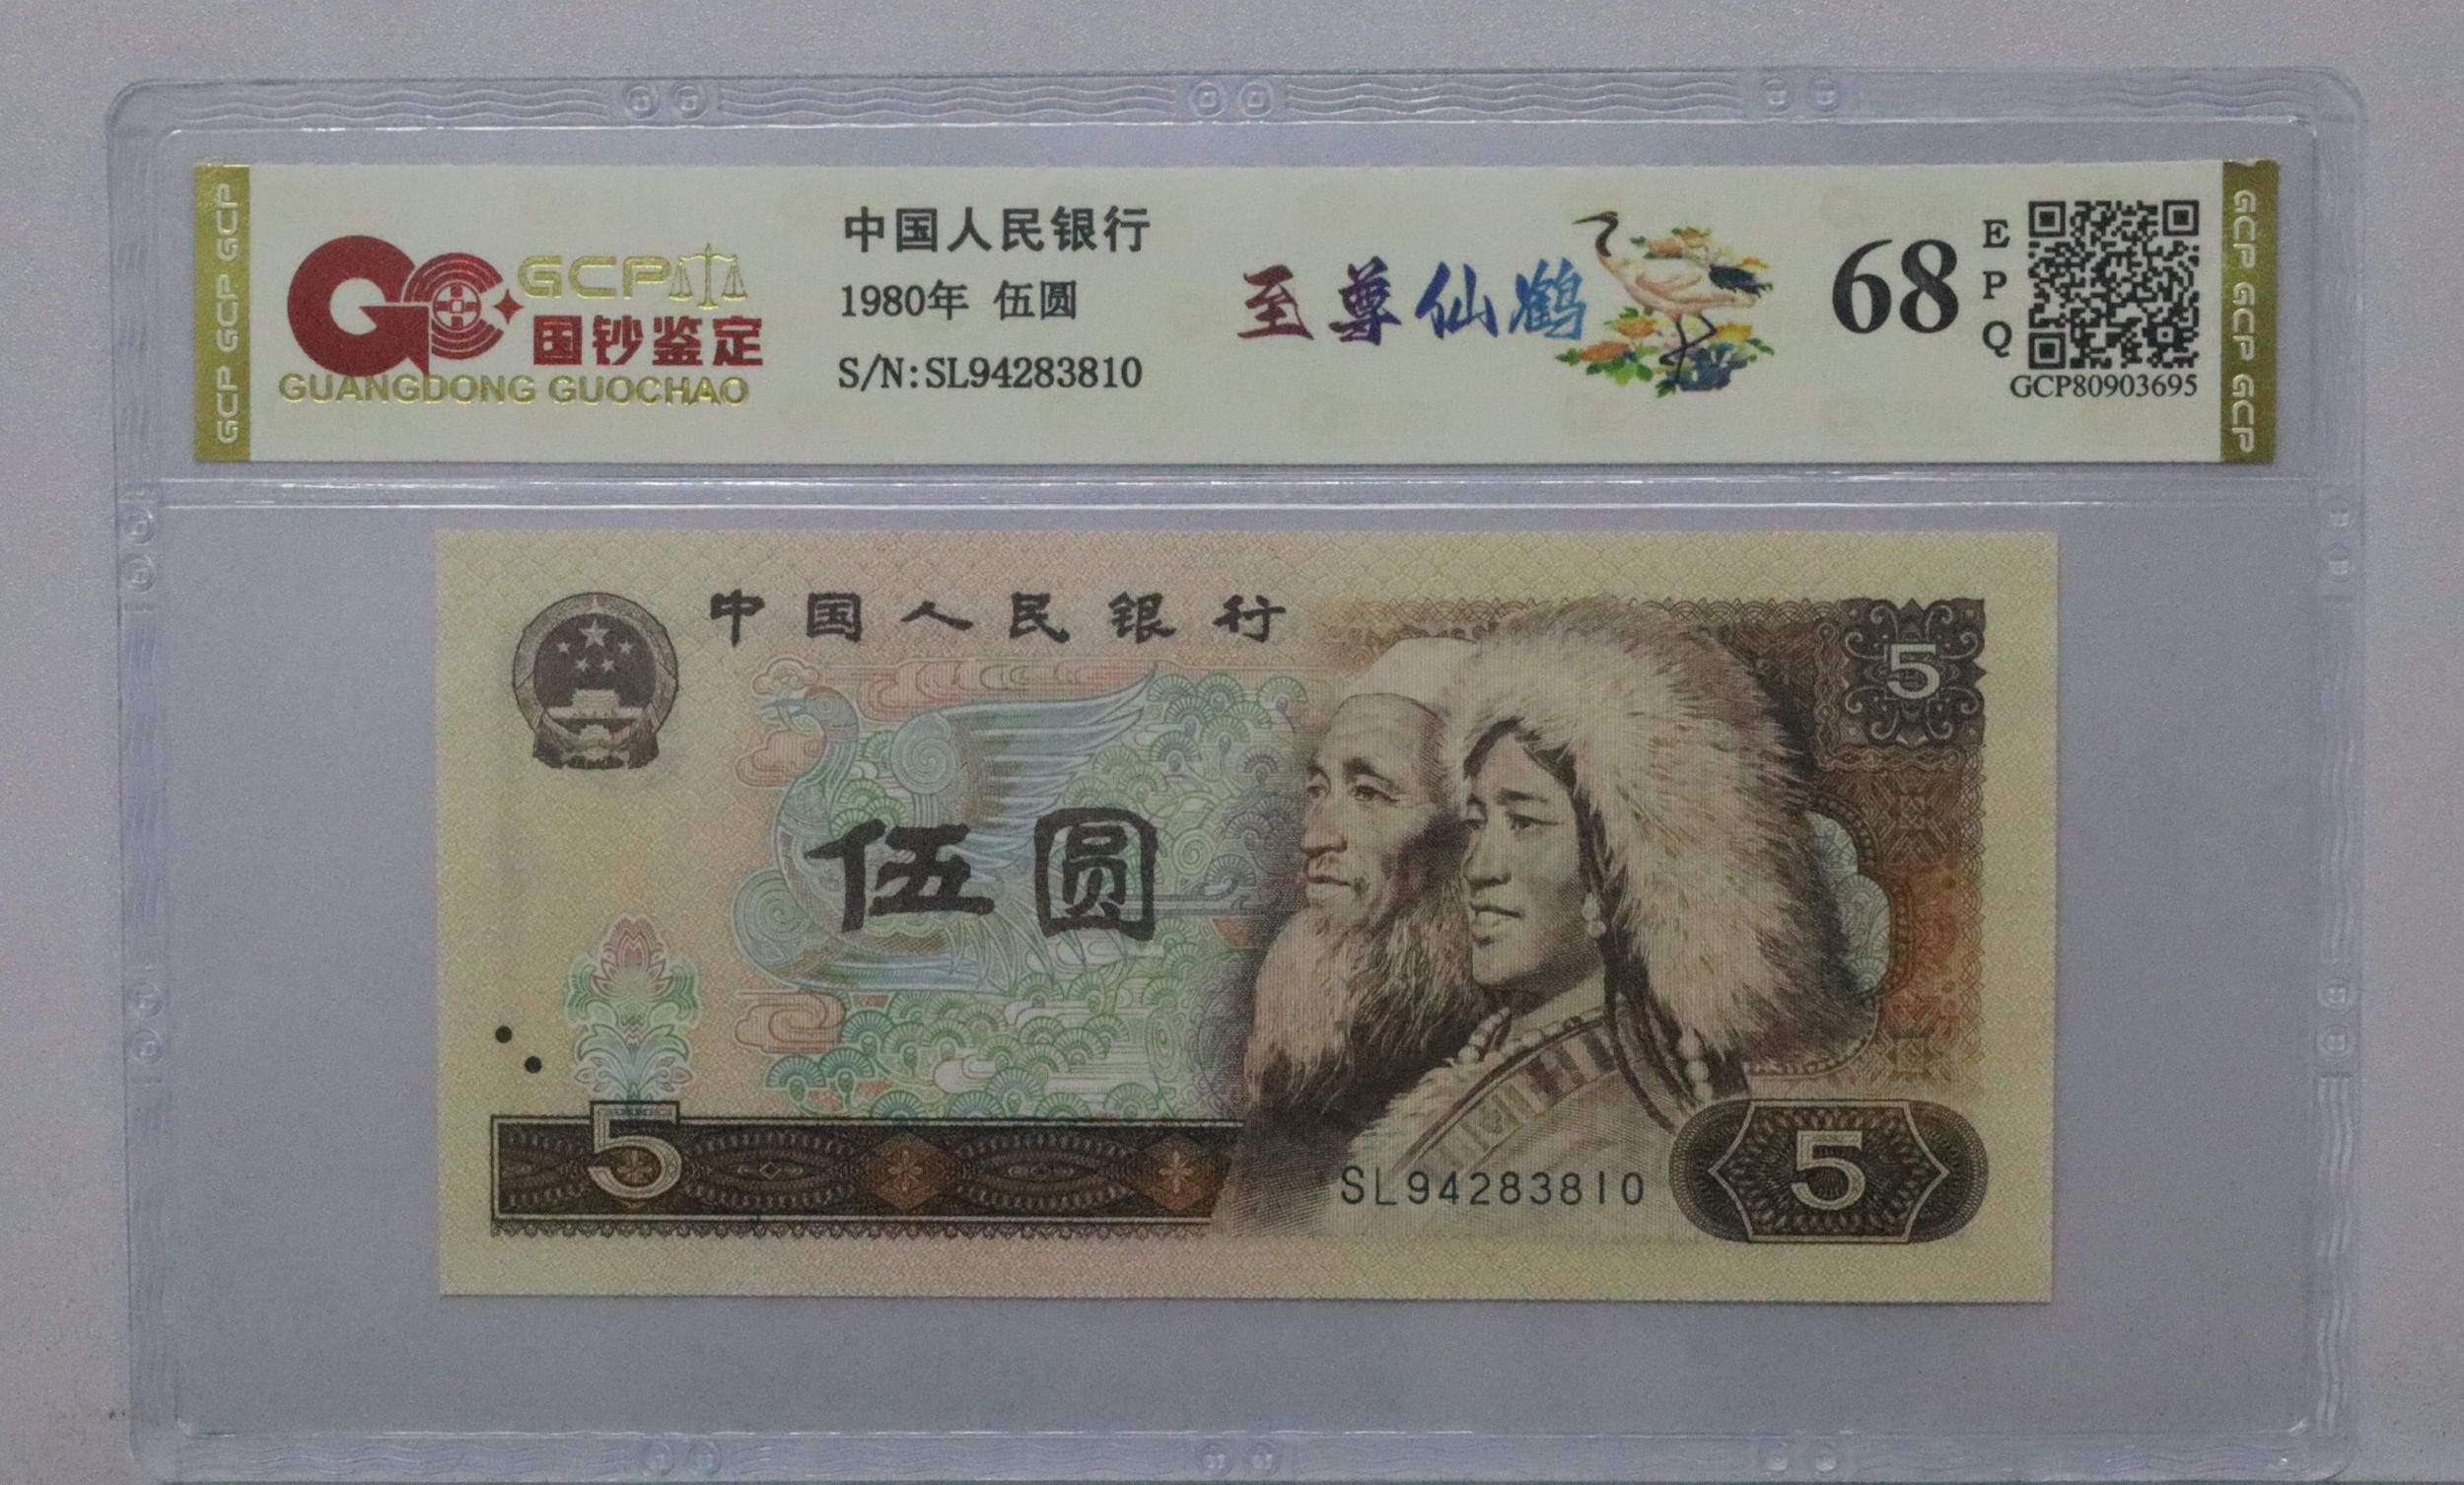 GCP GCP GCP
GCP
国钞鉴定
GUANGDONG GUOCHAO
中国人民银行
1980年 伍圆
S/N:SL94283810
至尊仙鹤
68
EPQ
GCP80903695
GCP GCP GCP
中国人民银行
5
伍圆
5
SL94283810
5